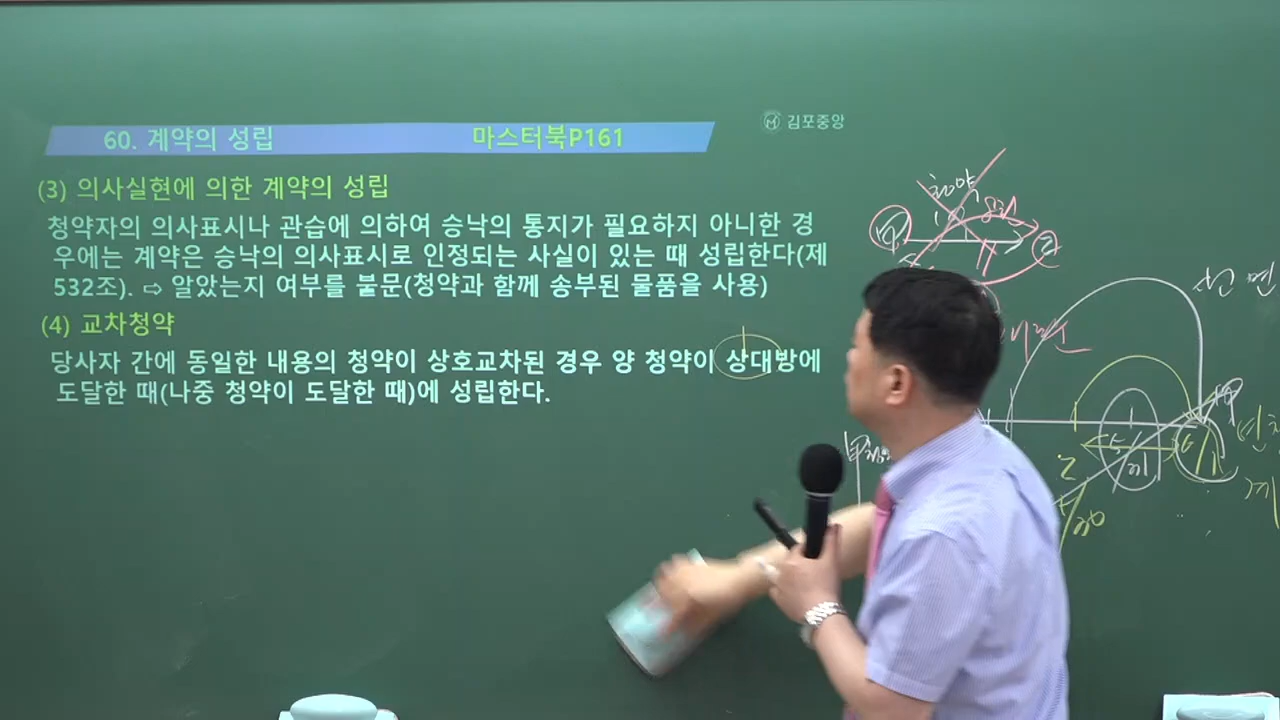 60. 계약의 성립 마스터북P161
김포중앙
(3) 의사실현에 의한 계약의 성립
청약자의 의사표시나 관습에 의하여 승낙의 통지가 필요하지 아니한 경
우에는 계약은 승낙의 의사표시로 인정되는 사실이 있는 때 성립한다(제
532조). ⇨ 알았는지 여부를 불문(청약과 함께 송부된 물품을 사용)
(4) 교차청약
당사자 간에 동일한 내용의 청약이 상호교차된 경우 양 청약이 상대방에
도달한 때(나중 청약이 도달한 때)에 성립한다.
청약